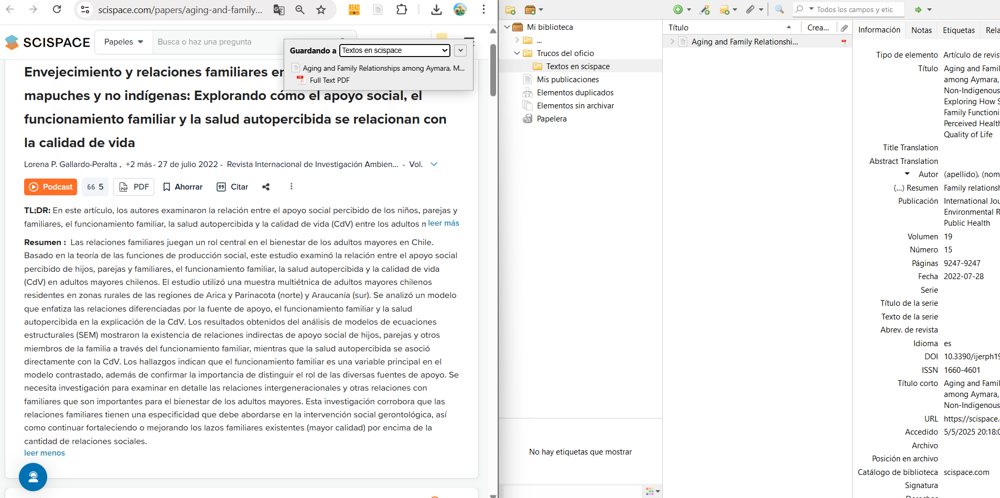 scispace.com/papers/aging-and-family...
READ
SCISPACE
Papeles
Busca o haz una pregunta
Guardando a
Textos en scispace
Aging and Family Relationships among Aymara, M...
Full Text PDF
Envejecimiento y relaciones familiares en
mapuches y no indígenas: Explorando cómo el apoyo social, el
funcionamiento familiar y la salud autopercibida se relacionan con
la calidad de vida
Lorena P. Gallardo-Peralta , +2 más - 27 de julio 2022 - Revista Internacional de Investigación Ambien... - Vol.
Podcast
66 5
PDF
Ahorrar
Citar
TL;DR: En este artículo, los autores examinaron la relación entre el apoyo social percibido de los niños, parejas y
familiares, el funcionamiento familiar, la salud autopercibida y la calidad de vida (CdV) entre los adultos n leer más
Resumen : Las relaciones familiares juegan un rol central en el bienestar de los adultos mayores en Chile.
Basado en la teoría de las funciones de producción social, este estudio examinó la relación entre el apoyo social
percibido de hijos, parejas y familiares, el funcionamiento familiar, la salud autopercibida y la calidad de vida
(CdV) en adultos mayores chilenos. El estudio utilizó una muestra multiétnica de adultos mayores chilenos
residentes en zonas rurales de las regiones de Arica y Parinacota (norte) y Araucanía (sur). Se analizó un modelo
que enfatiza las relaciones diferenciadas por la fuente de apoyo, el funcionamiento familiar y la salud
autopercibida en la explicación de la CdV. Los resultados obtenidos del análisis de modelos de ecuaciones
estructurales (SEM) mostraron la existencia de relaciones indirectas de apoyo social de hijos, parejas y otros
miembros de la familia a través del funcionamiento familiar, mientras que la salud autopercibida se asoció
directamente con la CdV. Los hallazgos indican que el funcionamiento familiar es una variable principal en el
modelo contrastado, además de confirmar la importancia de distinguir el rol de las diversas fuentes de apoyo. Se
necesita investigación para examinar en detalle las relaciones intergeneracionales y otras relaciones con
familiares que son importantes para el bienestar de los adultos mayores. Esta investigación corrobora que las
relaciones familiares tienen una especificidad que debe abordarse en la intervención social gerontológica, así
como continuar fortaleciendo o mejorando los lazos familiares existentes (mayor calidad) por encima de la
cantidad de relaciones sociales.
leer menos
Todos los campos y etic
Mi biblioteca
...
Trucos del oficio
Textos en scispace
Mis publicaciones
Elementos duplicados
Elementos sin archivar
Papelera
No hay etiquetas que mostrar
Título
Crea...
Aging and Family Relationshi...
Información
Notas
Etiquetas
Rela
Tipo de elemento Artículo de revis
Título Aging and Famil
among Aymara,
Non-Indigenous
Exploring How S
Family Functioni
Perceived Health
Quality of Life
Title Translation
Abstract Translation
Autor (apellido), (nom
(...) Resumen Family relationsh
Publicación International Jou
Environmental R
Public Health
Volumen 19
Número 15
Páginas 9247-9247
Fecha 2022-07-28
Serie
Título de la serie
Texto de la serie
Abrev. de revista
Idioma es
DOI 10.3390/ijerph19
ISSN 1660-4601
Título corto Aging and Famil
among Aymara,
Non-Indigenous
URL https://scispace.
Accedido 5/5/2025 20:18:0
Archivo
Posición en archivo
Catálogo de biblioteca scispace.com
Signatura
Derechos